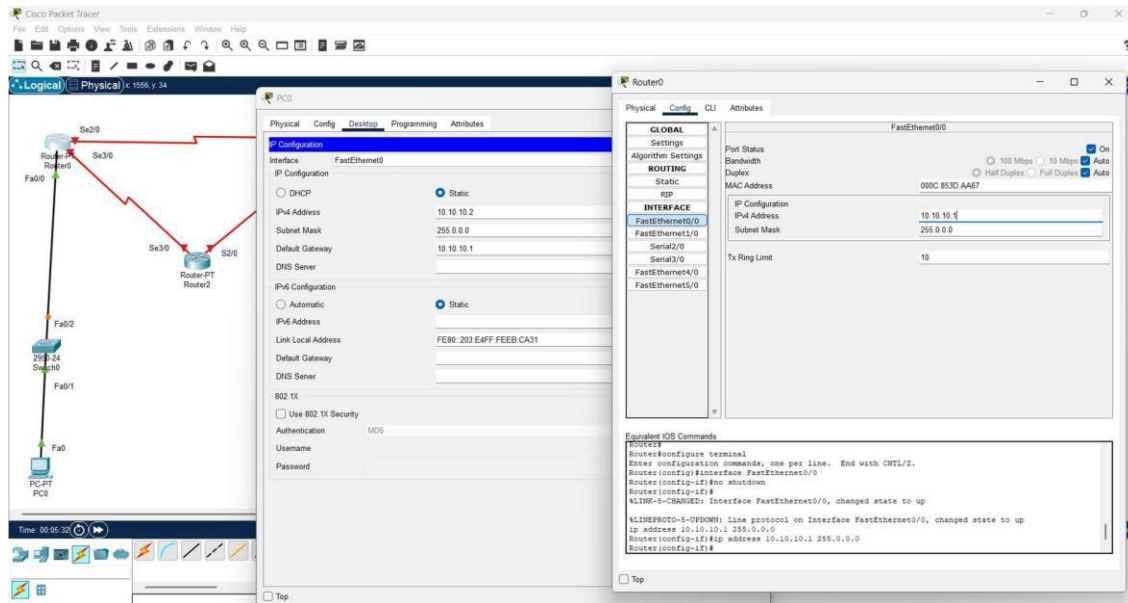 Cisco Packet Tracer
File Edit Options View Tools Extensions Window Help
Logical Physical x: 1556, y: 34
Se2/0
Router-PT
Router0
Se3/0
Fa0/0
Se3/0
S2/0
Router-PT
Router2
Fa0/2
Switch0
Fa0/1
Fa0
PC-PT
PC0
Time: 00:05:32
PC0
Physical Config Desktop Programming Attributes
IP Configuration
Interface FastEthernet0
IP Configuration
DHCP Static
IPv4 Address 10.10.10.2
Subnet Mask 255.0.0.0
Default Gateway 10.10.10.1
DNS Server
IPv6 Configuration
Automatic Static
IPv6 Address
Link Local Address FE80::203:E4FF:FEEB:CA31
Default Gateway
DNS Server
802.1X
Use 802.1X Security
Authentication MD5
Username
Password
Top
Router0
Physical Config CLI Attributes
GLOBAL
Settings
Algorithm Settings
ROUTING
Static
RIP
INTERFACE
FastEthernet0/0
FastEthernet1/0
Serial2/0
Serial3/0
FastEthernet4/0
FastEthernet5/0
FastEthernet0/0
Port Status On
Bandwidth 100 Mbps 10 Mbps Auto
Duplex Half Duplex Full Duplex Auto
MAC Address 000C.853D.AA67
IP Configuration
IPv4 Address 10.10.10.1
Subnet Mask 255.0.0.0
Tx Ring Limit 10
Equivalent IOS Commands
Router#
Router#configure terminal
Enter configuration commands, one per line. End with CNTL/Z.
Router(config)#interface FastEthernet0/0
Router(config-if)#no shutdown
Router(config-if)#
%LINK-5-CHANGED: Interface FastEthernet0/0, changed state to up
%LINEPROTO-5-UPDOWN: Line protocol on Interface FastEthernet0/0, changed state to up
ip address 10.10.10.1 255.0.0.0
Router(config-if)#ip address 10.10.10.1 255.0.0.0
Router(config-if)#
Top